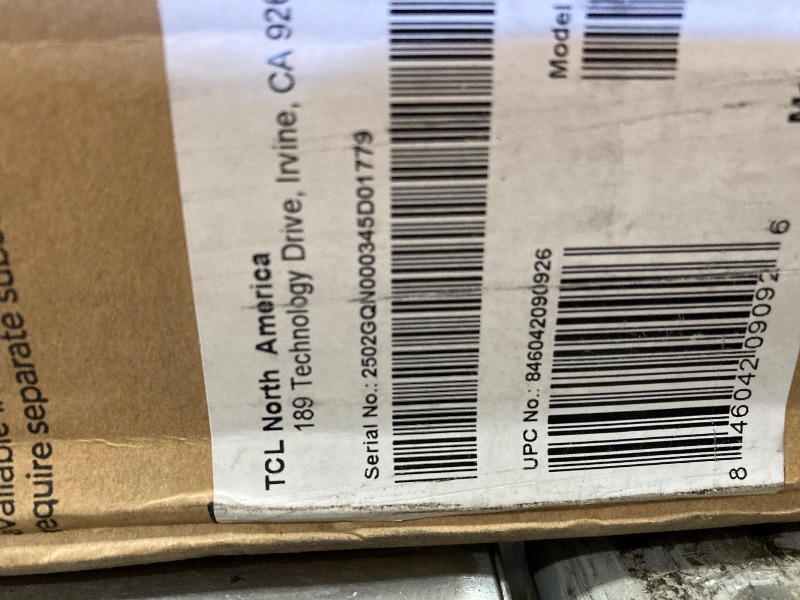 require separate
TCL North America
189 Technology Drive, Irvine, CA 926
Serial No.: 2502GQN000345D01779
Model
UPC No.: 846042090926
8 46042 09092 6